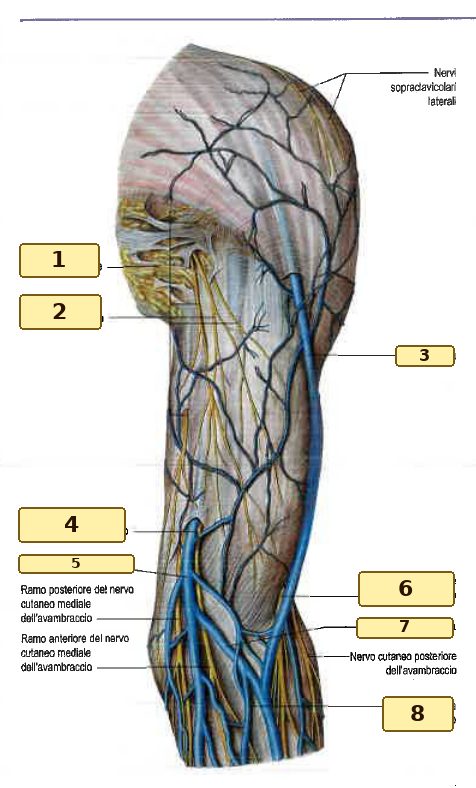 Nervi
sopraclavicolari
laterali
1
2
3
4
5
6
7
8
Ramo posteriore del nervo
cutaneo mediale
dell'avambraccio
Ramo anteriore del nervo
cutaneo mediale
dell'avambraccio
Nervo cutaneo posteriore
dell'avambraccio